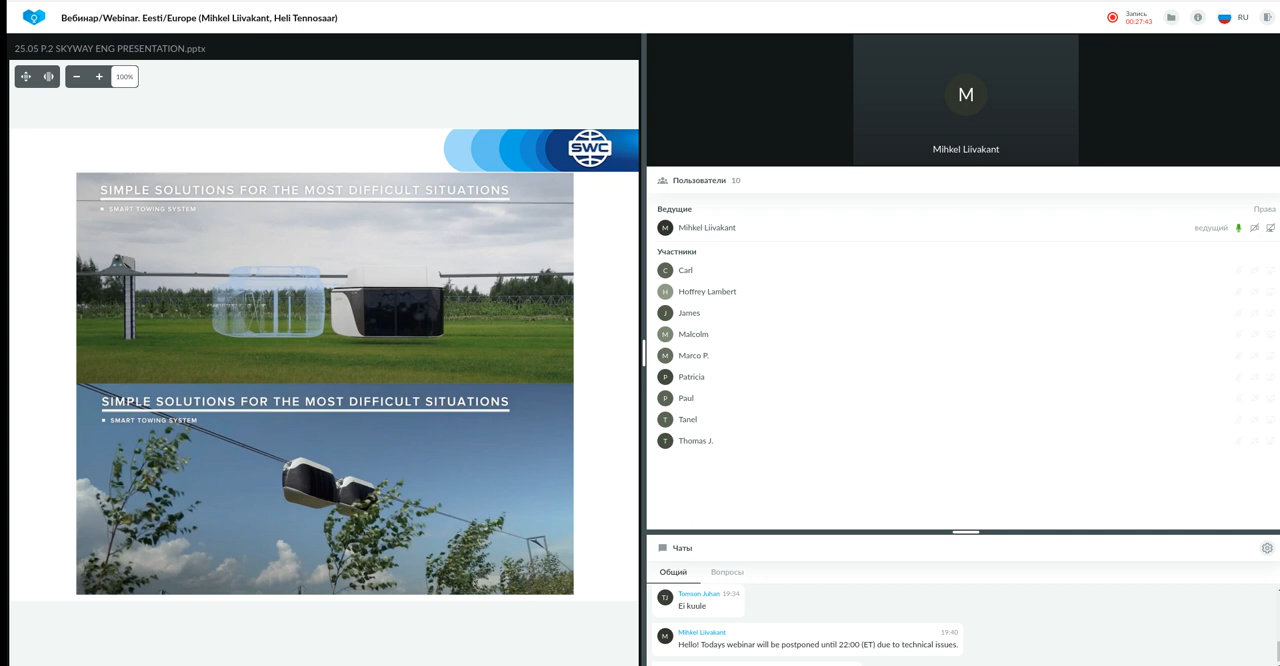 Вебинар/Webinar. Eesti/Europe (Mihkel Liivakant, Heli Tennosaar)
Запись
00:27:43
RU
25.05 P.2 SKYWAY ENG PRESENTATION.pptx
100%
SWC
SIMPLE SOLUTIONS FOR THE MOST DIFFICULT SITUATIONS
SMART TOWING SYSTEM
SIMPLE SOLUTIONS FOR THE MOST DIFFICULT SITUATIONS
SMART TOWING SYSTEM
M
Mihkel Liivakant
Пользователи 10
Ведущие Права
M Mihkel Liivakant ведущий
Участники
C Carl
H Hoffrey Lambert
J James
M Malcolm
M Marco P.
P Patricia
P Paul
T Tanel
T Thomas J.
Чаты
Общий Вопросы
TJ Tomson Juhan 19:34
Ei kuule
M Mihkel Liivakant 19:40
Hello! Todays webinar will be postponed until 22:00 (ET) due to technical issues.